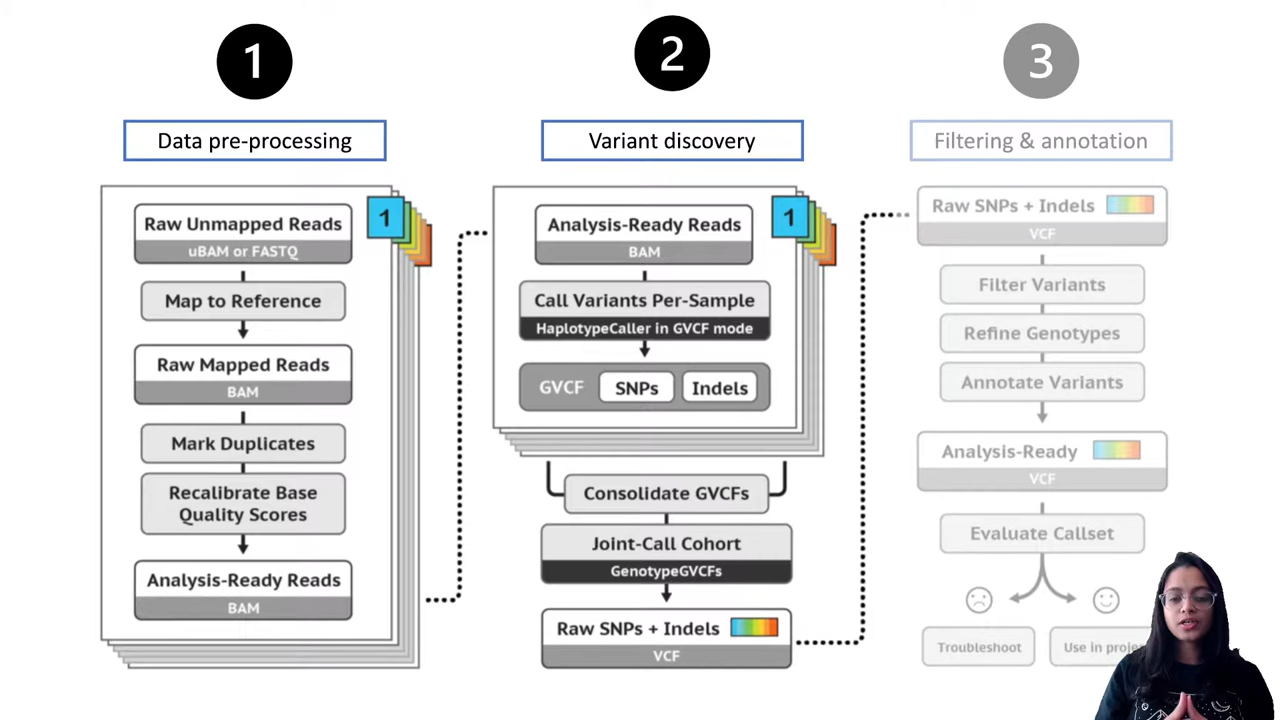 1
Data pre-processing
1
Raw Unmapped Reads
uBAM or FASTQ
Map to Reference
Raw Mapped Reads
BAM
Mark Duplicates
Recalibrate Base
Quality Scores
Analysis-Ready Reads
BAM
2
Variant discovery
1
Analysis-Ready Reads
BAM
Call Variants Per-Sample
HaplotypeCaller in GVCF mode
GVCF SNPs Indels
Consolidate GVCFs
Joint-Call Cohort
GenotypeGVCFs
Raw SNPs + Indels
VCF
3
Filtering & annotation
Raw SNPs + Indels
VCF
Filter Variants
Refine Genotypes
Annotate Variants
Analysis-Ready
VCF
Evaluate Callset
Troubleshoot
Use in proje